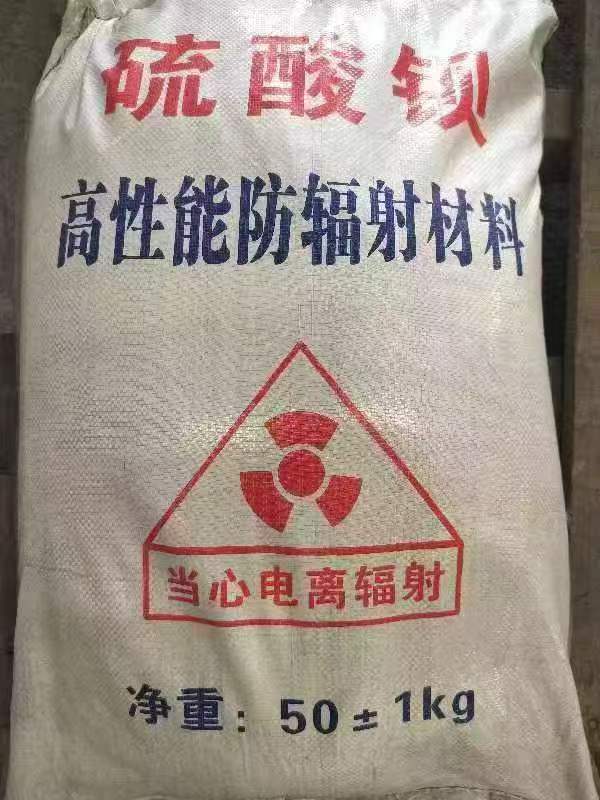 硫酸钡
高性能防辐射材料
当心电离辐射
净重：50±1kg